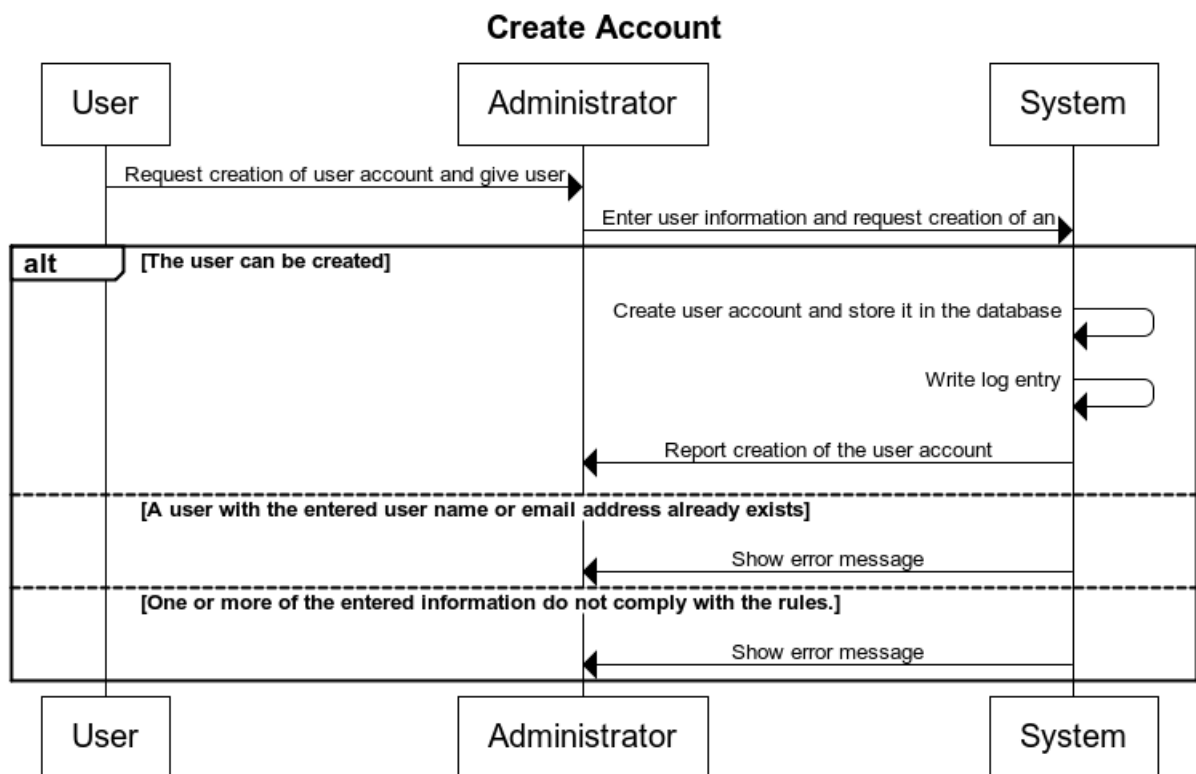 Create Account
User
Administrator
System
Request creation of user account and give user
Enter user information and request creation of an
alt
[The user can be created]
Create user account and store it in the database
Write log entry
Report creation of the user account
[A user with the entered user name or email address already exists]
Show error message
[One or more of the entered information do not comply with the rules.]
Show error message
User
Administrator
System